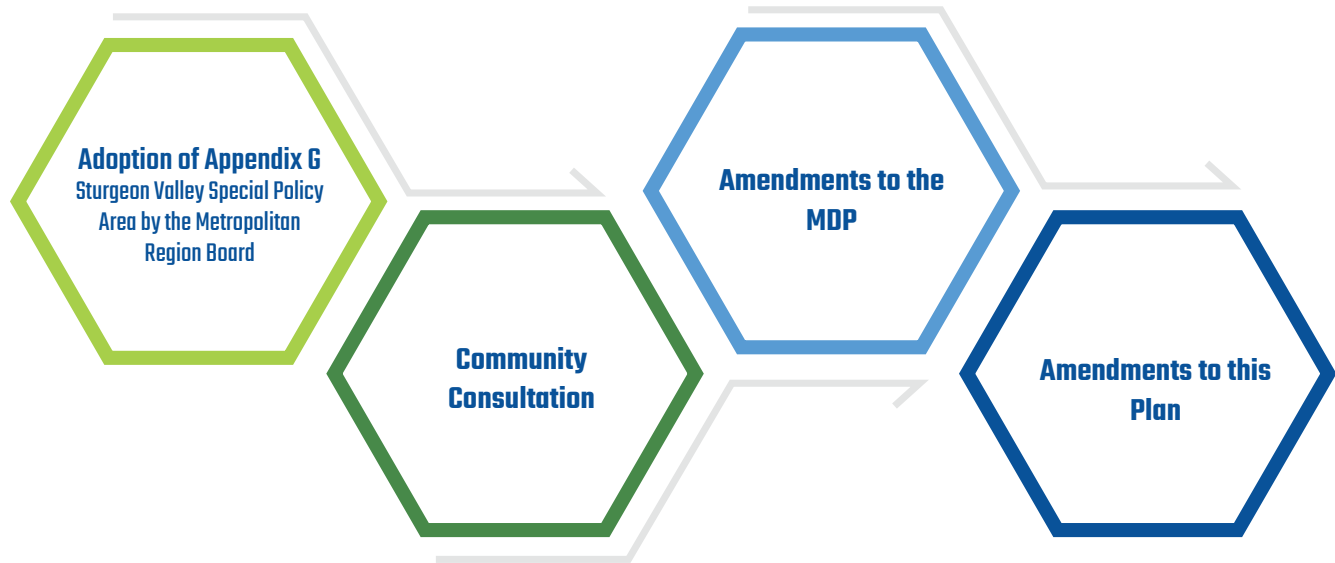 Adoption of Appendix G
Sturgeon Valley Special Policy
Area by the Metropolitan
Region Board
Community
Consultation
Amendments to the
MDP
Amendments to this
Plan